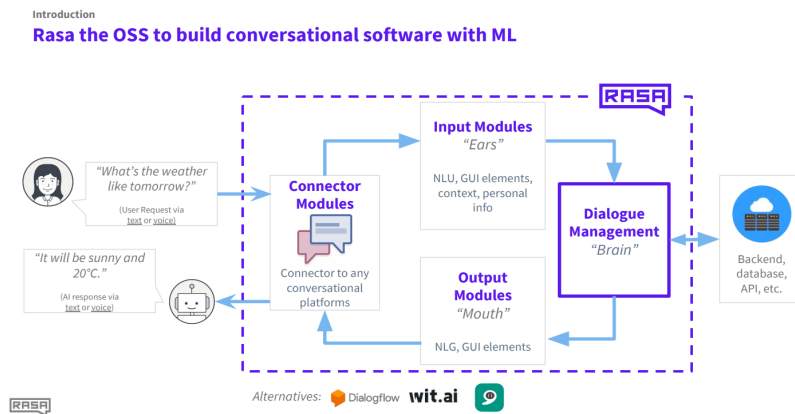 Introduction
Rasa the OSS to build conversational software with ML
RASA
“What’s the weather
like tomorrow?”
(User Request via
text or voice)
“It will be sunny and
20°C.”
(AI response via
text or voice)
Connector
Modules
Connector to any
conversational
platforms
Input Modules
“Ears”
NLU, GUI elements,
context, personal
info
Dialogue
Management
“Brain”
Output
Modules
“Mouth”
NLG, GUI elements
Backend,
database,
API, etc.
Alternatives:
Dialogflow
wit.ai
RASA